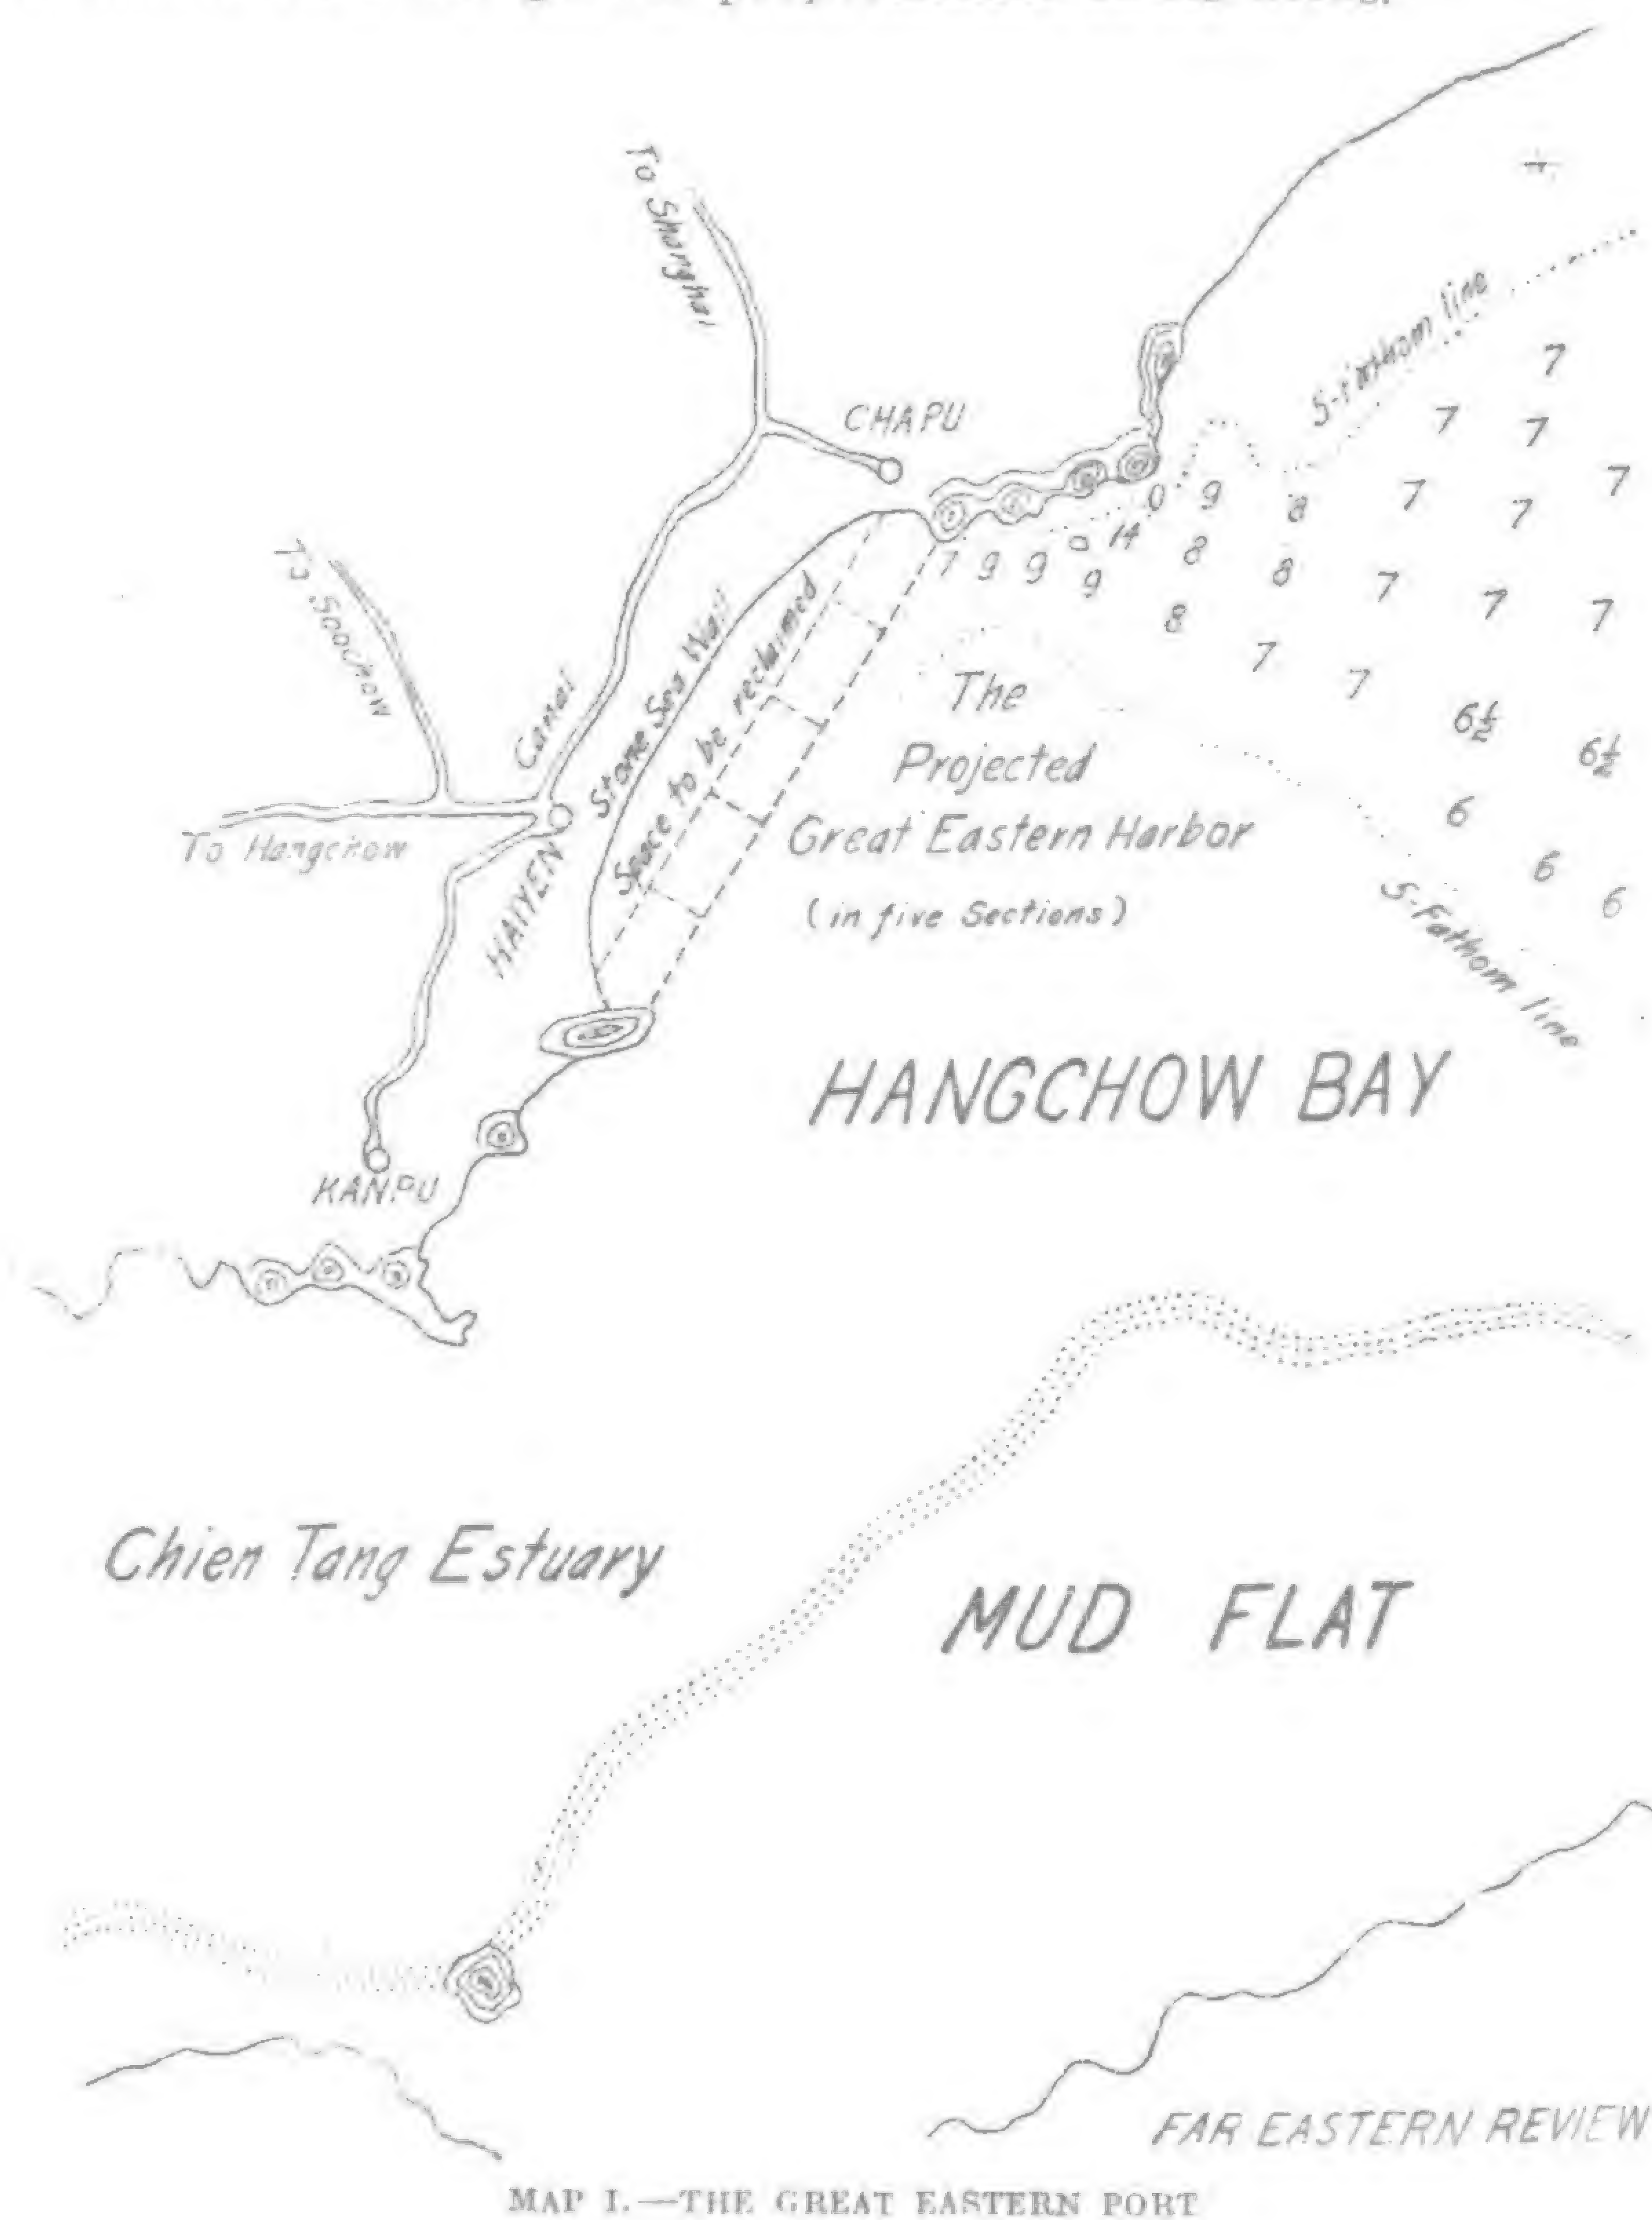 To Shanghai
CHAPU
5-fathom line
7
7
7
7
7
7
0
9
8
14
8
7
9
9
9
8
7
7
7
8
7
7
6½
6½
6
6
6
To Soochow
Canal
Stone Sea Wall
Space to be reclaimed
The
Projected
Great Eastern Harbor
(in five Sections)
To Hangchow
HAIYEN
5-Fathom line
HANGCHOW BAY
KANPU
Chien Tang Estuary
MUD FLAT
FAR EASTERN REVIEW
MAP I.—THE GREAT EASTERN PORT